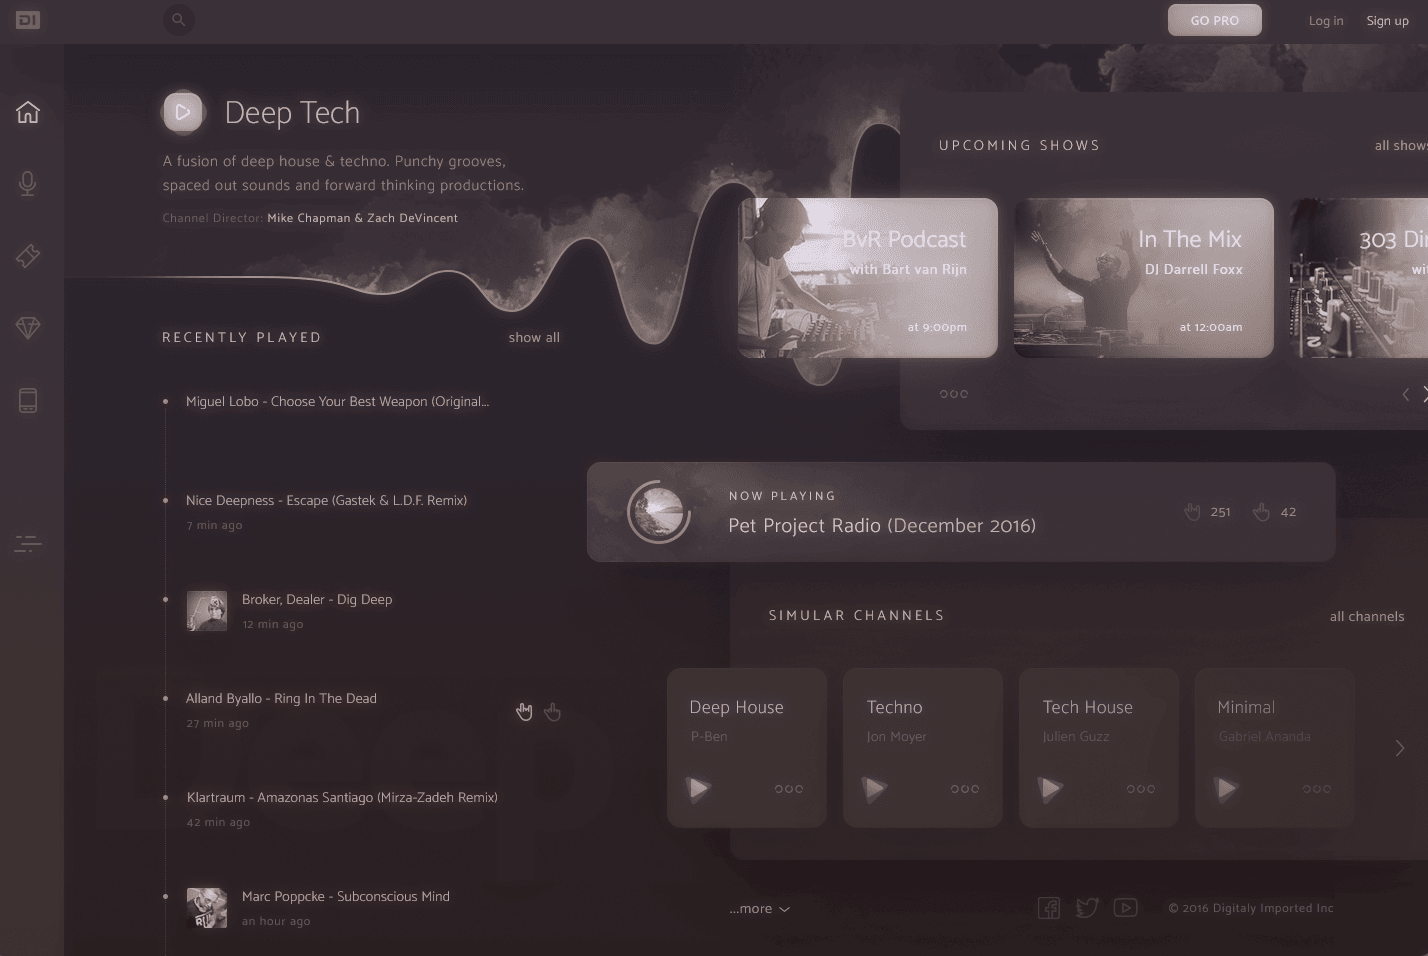 DI
GO PRO
Log in
Sign up
Deep Tech
A fusion of deep house & techno. Punchy grooves,
spaced out sounds and forward thinking productions.
Channel Director: Mike Chapman & Zach DeVincent
UPCOMING SHOWS
all shows
BvR Podcast
with Bart van Rijn
at 9:00pm
In The Mix
DJ Darrell Foxx
at 12:00am
303 Di
wit
RECENTLY PLAYED
show all
Miguel Lobo - Choose Your Best Weapon (Original...
Nice Deepness - Escape (Gastek & L.D.F. Remix)
7 min ago
Broker, Dealer - Dig Deep
12 min ago
Alland Byallo - Ring In The Dead
27 min ago
Klartraum - Amazonas Santiago (Mirza-Zadeh Remix)
42 min ago
Marc Poppcke - Subconscious Mind
an hour ago
Deep
NOW PLAYING
Pet Project Radio (December 2016)
251
42
SIMULAR CHANNELS
all channels
Deep House
P-Ben
Techno
Jon Moyer
Tech House
Julien Guzz
Minimal
Gabriel Ananda
...more
© 2016 Digitaly Imported Inc